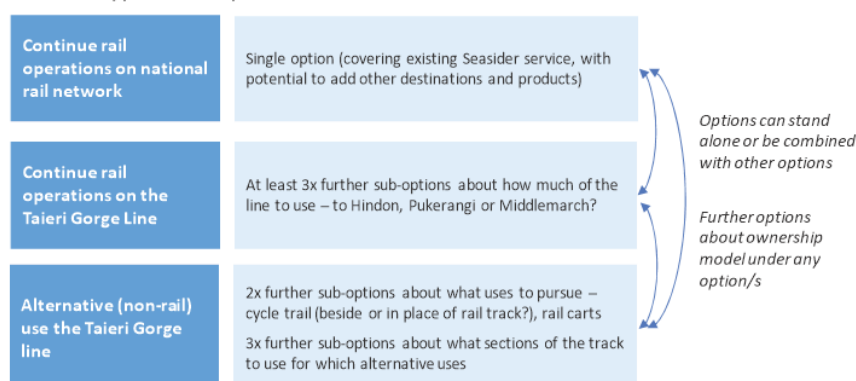 Continue rail
operations on national
rail network
Single option (covering existing Seasider service, with
potential to add other destinations and products)
Continue rail
operations on the
Taieri Gorge Line
At least 3x further sub-options about how much of the
line to use – to Hindon, Pukerangi or Middlemarch?
Alternative (non-rail)
use the Taieri Gorge
line
2x further sub-options about what uses to pursue –
cycle trail (beside or in place of rail track?), rail carts
3x further sub-options about what sections of the track
to use for which alternative uses
Options can stand
alone or be combined
with other options
Further options
about ownership
model under any
option/s